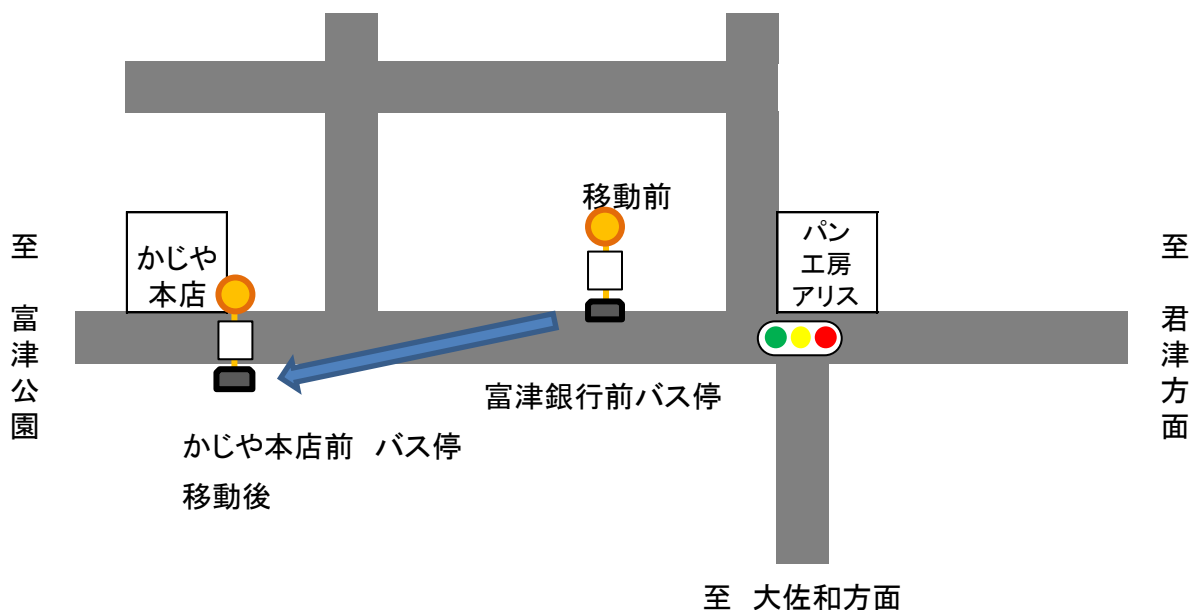 移動前
至 富津公園
かじや
本店
パン
工房
アリス
至 君津方面
富津銀行前バス停
かじや本店前 バス停
移動後
至 大佐和方面